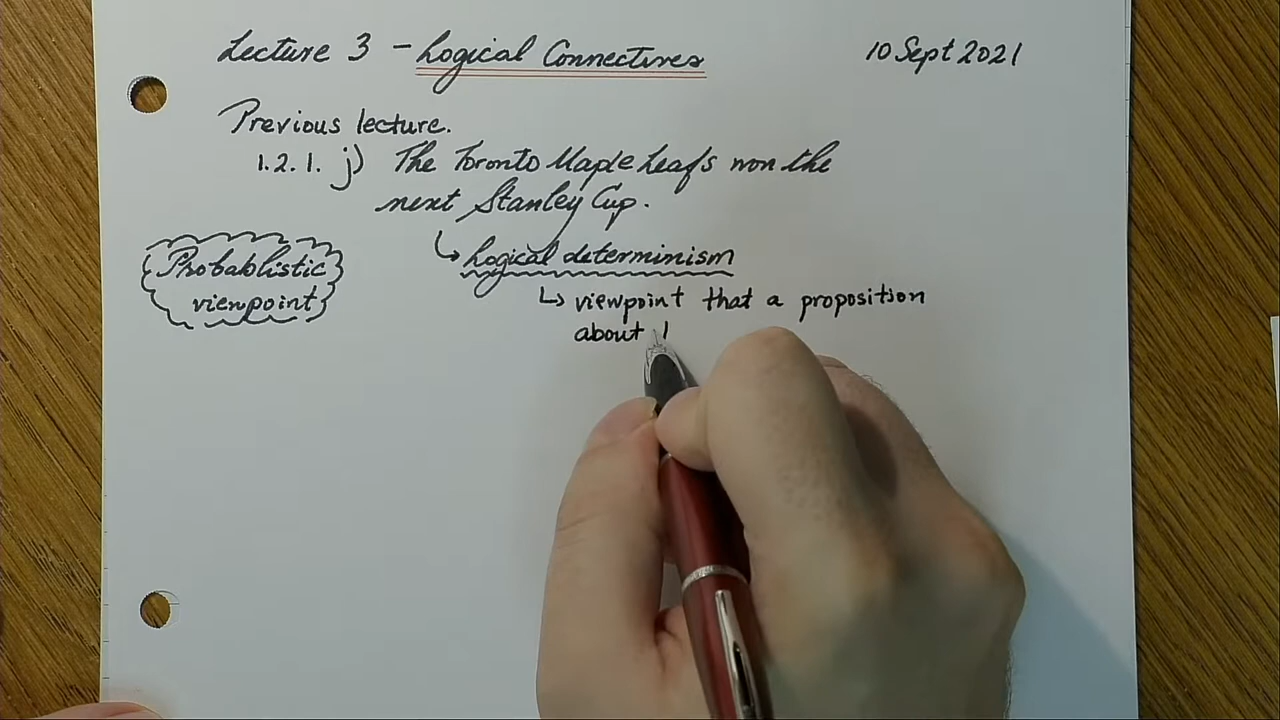 Lecture 3 - Logical Connectives
10 Sept 2021
Previous lecture.
1.2.1. j) The Toronto Maple Leafs won the
next Stanley Cup.
↳ Logical determinism
Probablistic
viewpoint
↳ viewpoint that a proposition
about